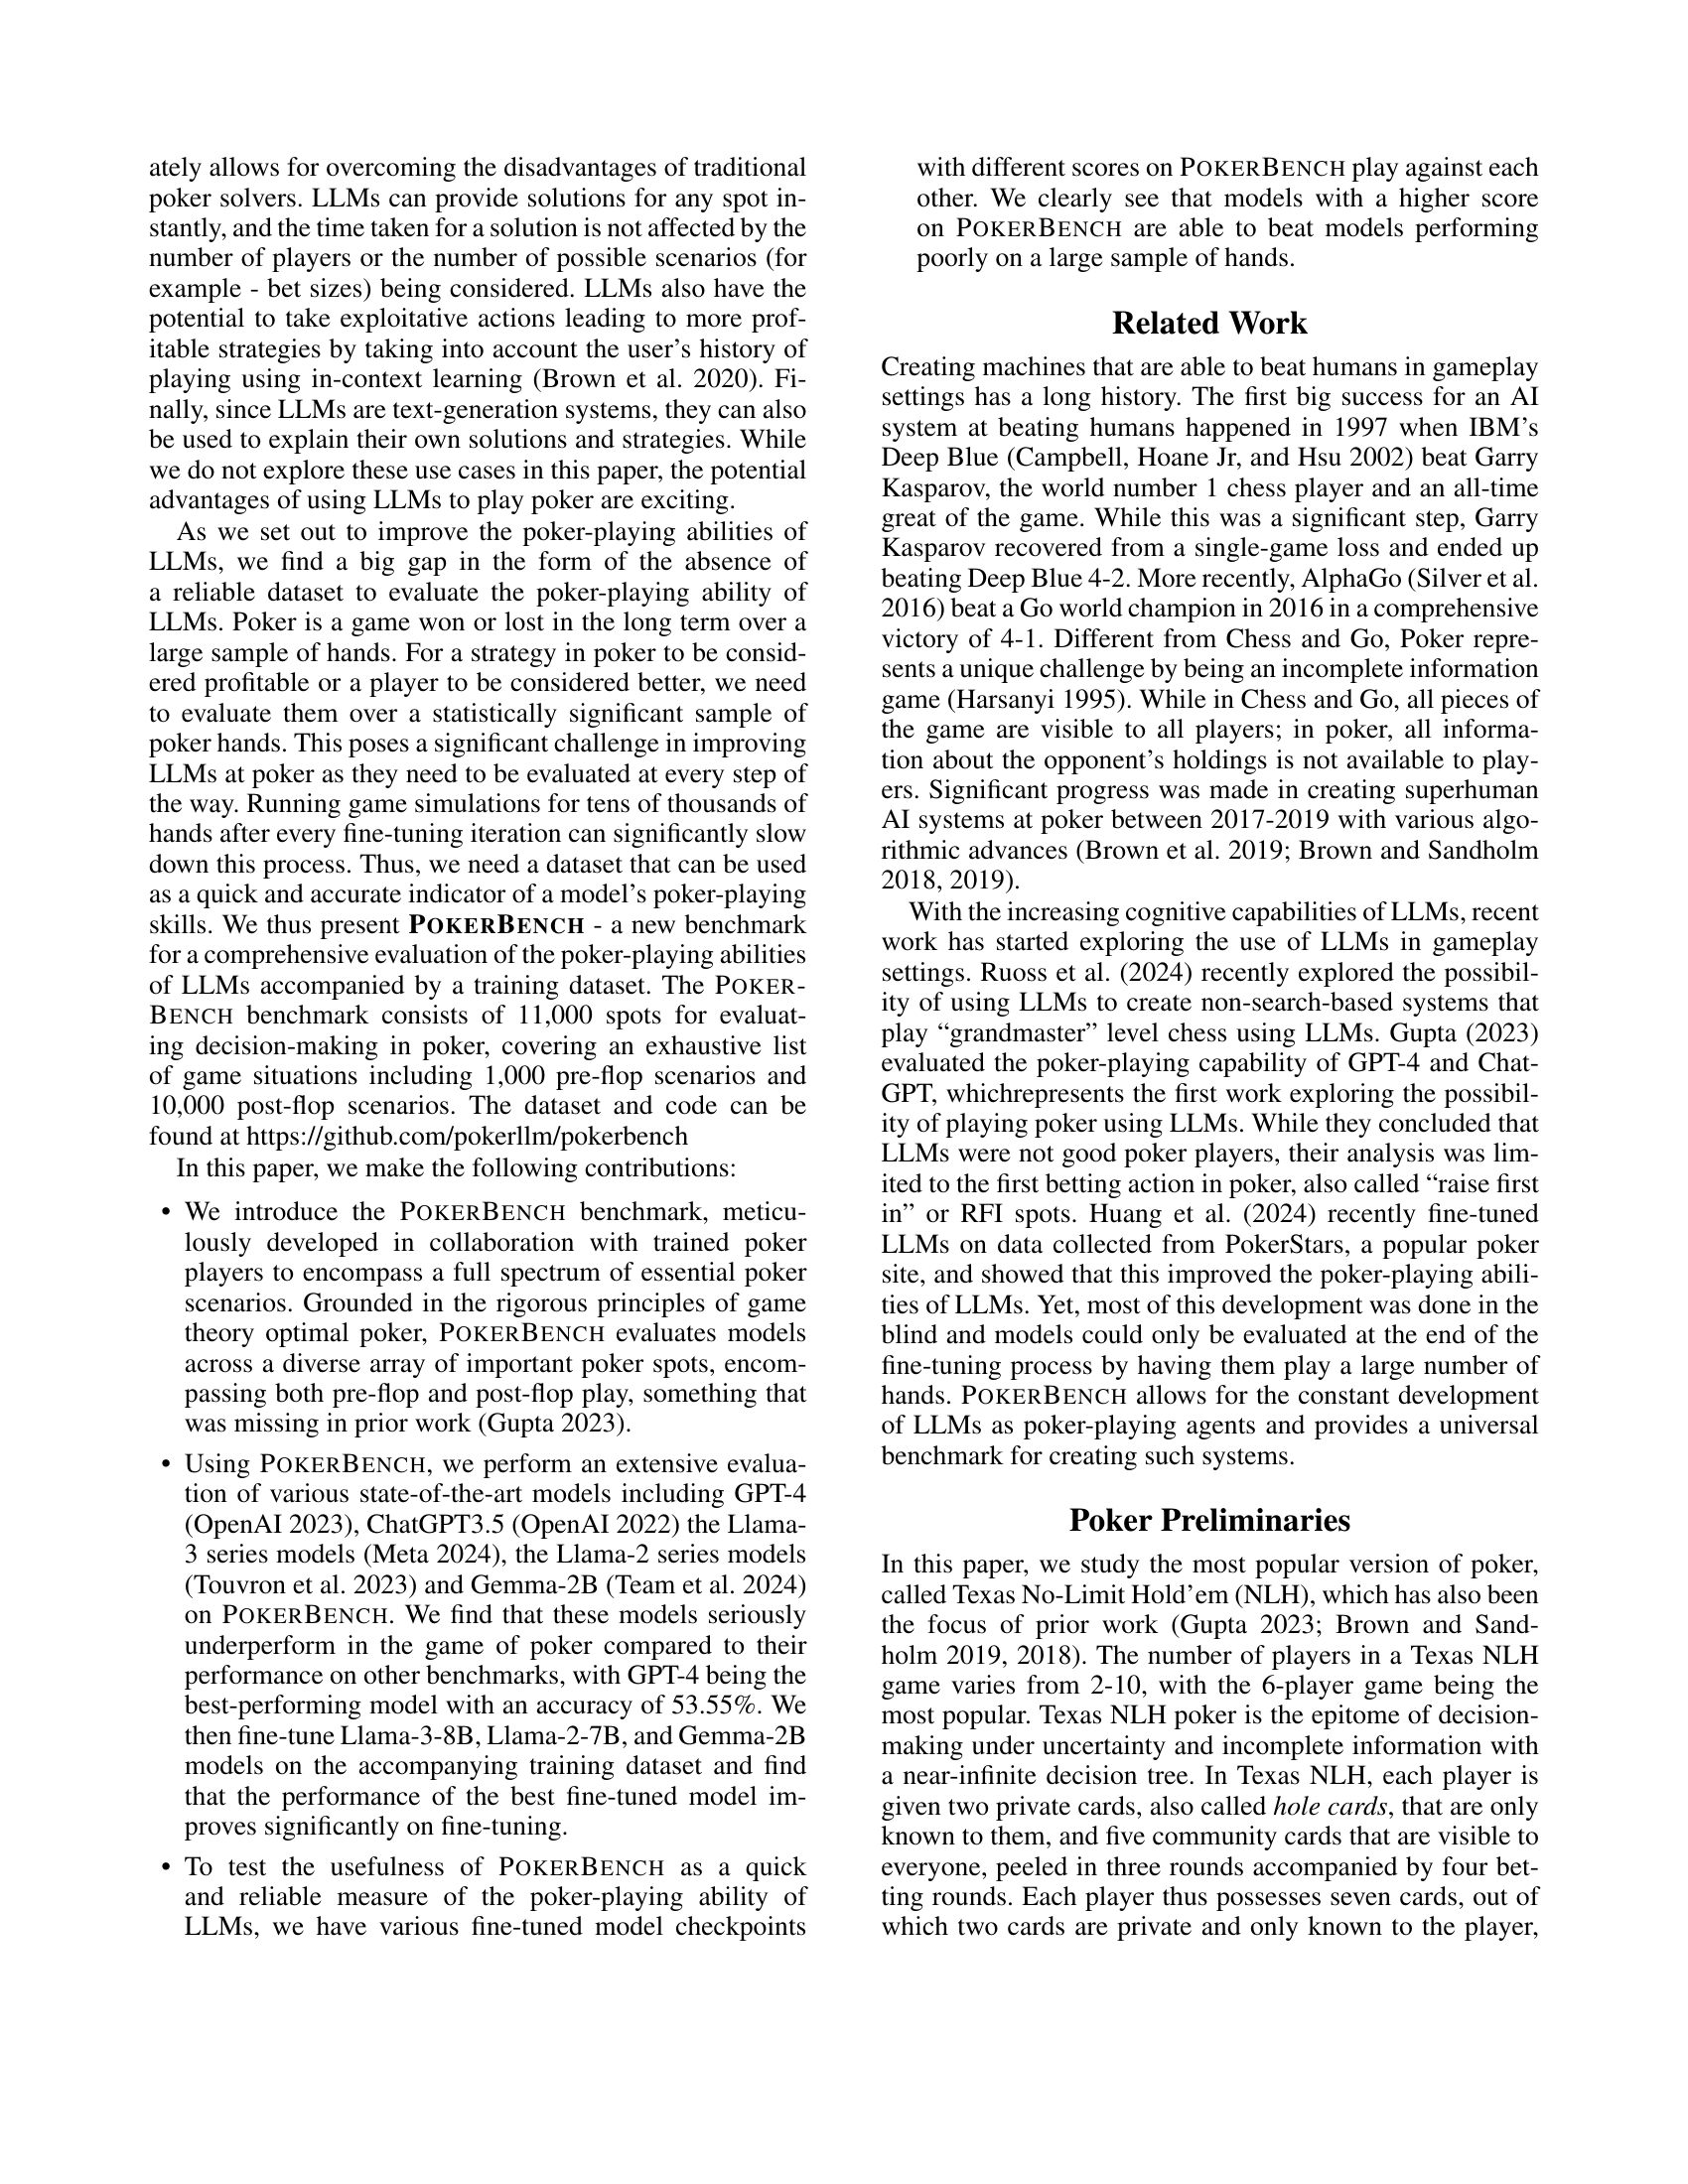 ately allows for overcoming the disadvantages of traditional
poker solvers. LLMs can provide solutions for any spot in-
stantly, and the time taken for a solution is not affected by the
number of players or the number of possible scenarios (for
example - bet sizes) being considered. LLMs also have the
potential to take exploitative actions leading to more prof-
itable strategies by taking into account the user's history of
playing using in-context learning (Brown et al. 2020). Fi-
nally, since LLMs are text-generation systems, they can also
be used to explain their own solutions and strategies. While
we do not explore these use cases in this paper, the potential
advantages of using LLMs to play poker are exciting.
As we set out to improve the poker-playing abilities of
LLMs, we find a big gap in the form of the absence of
a reliable dataset to evaluate the poker-playing ability of
LLMs. Poker is a game won or lost in the long term over a
large sample of hands. For a strategy in poker to be consid-
ered profitable or a player to be considered better, we need
to evaluate them over a statistically significant sample of
poker hands. This poses a significant challenge in improving
LLMs at poker as they need to be evaluated at every step of
the way. Running game simulations for tens of thousands of
hands after every fine-tuning iteration can significantly slow
down this process. Thus, we need a dataset that can be used
as a quick and accurate indicator of a model's poker-playing
skills. We thus present POKERBENCH - a new benchmark
for a comprehensive evaluation of the poker-playing abilities
of LLMs accompanied by a training dataset. The POKER-
BENCH benchmark consists of 11,000 spots for evaluat-
ing decision-making in poker, covering an exhaustive list
of game situations including 1,000 pre-flop scenarios and
10,000 post-flop scenarios. The dataset and code can be
found at https://github.com/pokerllm/pokerbench
In this paper, we make the following contributions:
• We introduce the POKERBENCH benchmark, meticu-
lously developed in collaboration with trained poker
players to encompass a full spectrum of essential poker
scenarios. Grounded in the rigorous principles of game
theory optimal poker, POKERBENCH evaluates models
across a diverse array of important poker spots, encom-
passing both pre-flop and post-flop play, something that
was missing in prior work (Gupta 2023).
• Using POKERBENCH, we perform an extensive evalua-
tion of various state-of-the-art models including GPT-4
(OpenAI 2023), ChatGPT3.5 (OpenAI 2022) the Llama-
3 series models (Meta 2024), the Llama-2 series models
(Touvron et al. 2023) and Gemma-2B (Team et al. 2024)
on POKERBENCH. We find that these models seriously
underperform in the game of poker compared to their
performance on other benchmarks, with GPT-4 being the
best-performing model with an accuracy of 53.55%. We
then fine-tune Llama-3-8B, Llama-2-7B, and Gemma-2B
models on the accompanying training dataset and find
that the performance of the best fine-tuned model im-
proves significantly on fine-tuning.
• To test the usefulness of POKERBENCH as a quick
and reliable measure of the poker-playing ability of
LLMs, we have various fine-tuned model checkpoints
with different scores on POKERBENCH play against each
other. We clearly see that models with a higher score
on POKERBENCH are able to beat models performing
poorly on a large sample of hands.
Related Work
Creating machines that are able to beat humans in gameplay
settings has a long history. The first big success for an AI
system at beating humans happened in 1997 when IBM's
Deep Blue (Campbell, Hoane Jr, and Hsu 2002) beat Garry
Kasparov, the world number 1 chess player and an all-time
great of the game. While this was a significant step, Garry
Kasparov recovered from a single-game loss and ended up
beating Deep Blue 4-2. More recently, AlphaGo (Silver et al.
2016) beat a Go world champion in 2016 in a comprehensive
victory of 4-1. Different from Chess and Go, Poker repre-
sents a unique challenge by being an incomplete information
game (Harsanyi 1995). While in Chess and Go, all pieces of
the game are visible to all players; in poker, all informa-
tion about the opponent's holdings is not available to play-
ers. Significant progress was made in creating superhuman
AI systems at poker between 2017-2019 with various algo-
rithmic advances (Brown et al. 2019; Brown and Sandholm
2018, 2019).
With the increasing cognitive capabilities of LLMs, recent
work has started exploring the use of LLMs in gameplay
settings. Ruoss et al. (2024) recently explored the possibil-
ity of using LLMs to create non-search-based systems that
play “grandmaster” level chess using LLMs. Gupta (2023)
evaluated the poker-playing capability of GPT-4 and Chat-
GPT, whichrepresents the first work exploring the possibil-
ity of playing poker using LLMs. While they concluded that
LLMs were not good poker players, their analysis was lim-
ited to the first betting action in poker, also called “raise first
in” or RFI spots. Huang et al. (2024) recently fine-tuned
LLMs on data collected from PokerStars, a popular poker
site, and showed that this improved the poker-playing abili-
ties of LLMs. Yet, most of this development was done in the
blind and models could only be evaluated at the end of the
fine-tuning process by having them play a large number of
hands. POKERBENCH allows for the constant development
of LLMs as poker-playing agents and provides a universal
benchmark for creating such systems.
Poker Preliminaries
In this paper, we study the most popular version of poker,
called Texas No-Limit Hold'em (NLH), which has also been
the focus of prior work (Gupta 2023; Brown and Sand-
holm 2019, 2018). The number of players in a Texas NLH
game varies from 2-10, with the 6-player game being the
most popular. Texas NLH poker is the epitome of decision-
making under uncertainty and incomplete information with
a near-infinite decision tree. In Texas NLH, each player is
given two private cards, also called hole cards, that are only
known to them, and five community cards that are visible to
everyone, peeled in three rounds accompanied by four bet-
ting rounds. Each player thus possesses seven cards, out of
which two cards are private and only known to the player,